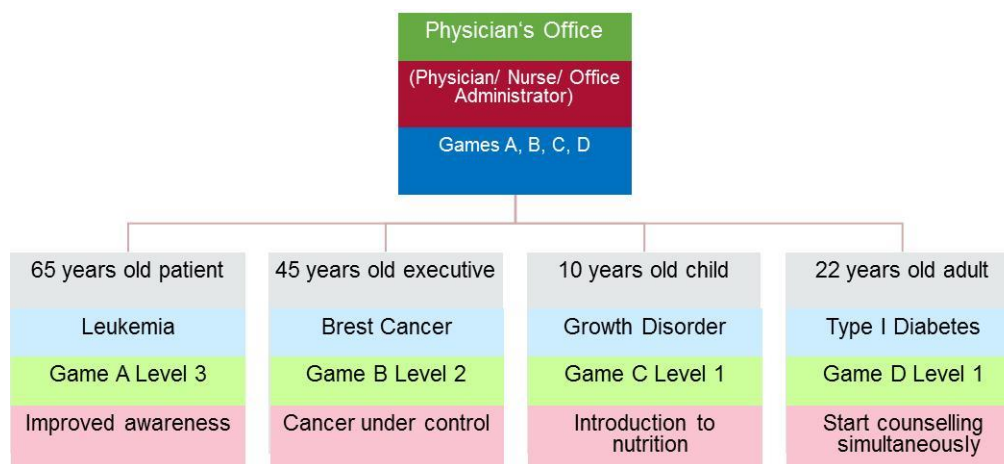 Physician‘s Office
(Physician/ Nurse/ Office
Administrator)
Games A, B, C, D
65 years old patient
Leukemia
Game A Level 3
Improved awareness
45 years old executive
Brest Cancer
Game B Level 2
Cancer under control
10 years old child
Growth Disorder
Game C Level 1
Introduction to
nutrition
22 years old adult
Type I Diabetes
Game D Level 1
Start counselling
simultaneously